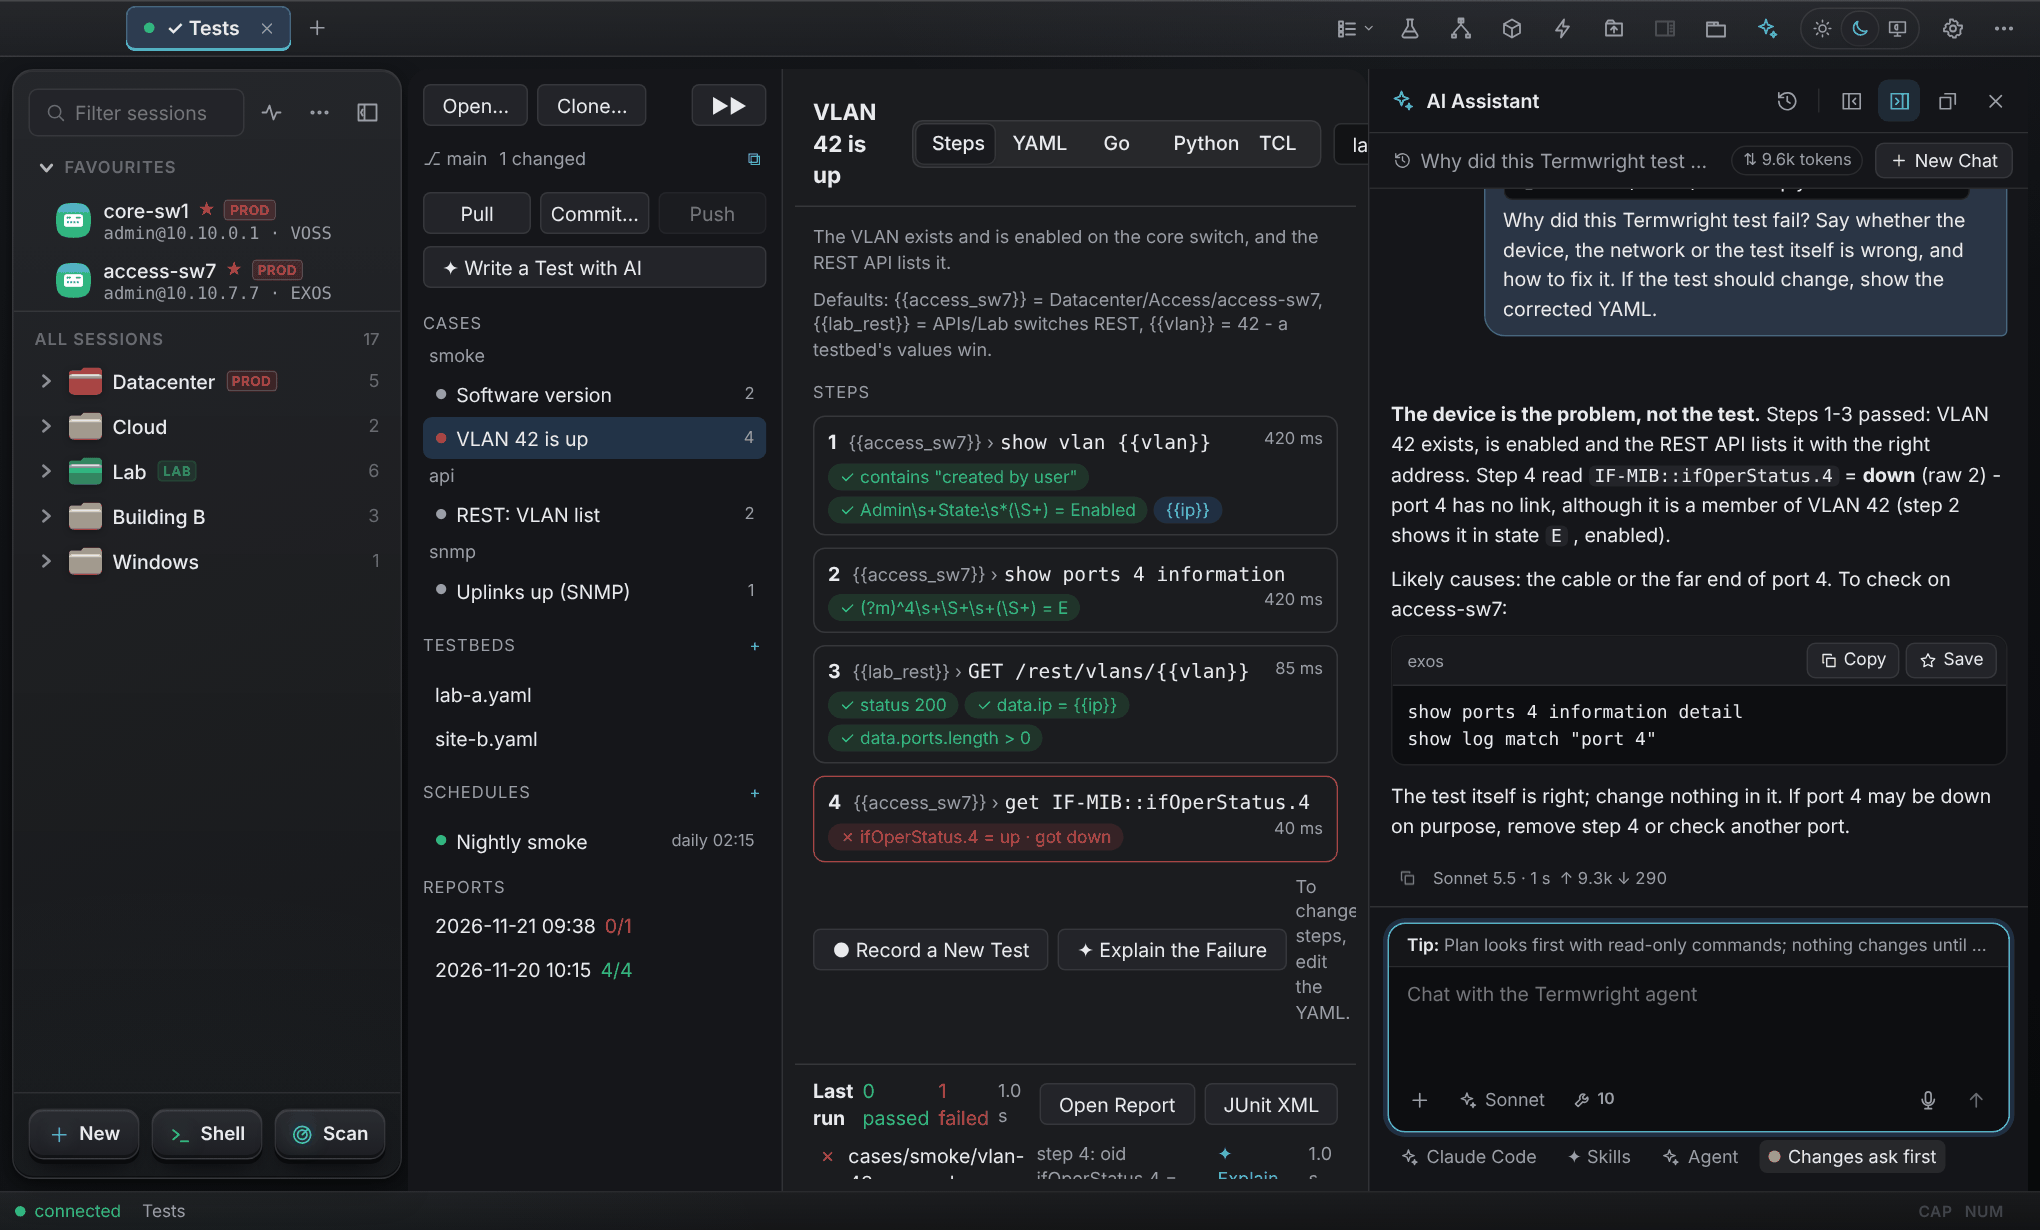 ✓ Tests
Filter sessions
FAVOURITES
core-sw1 ★ PROD
admin@10.10.0.1 · VOSS
access-sw7 ★ PROD
admin@10.10.7.7 · EXOS
ALL SESSIONS 17
Datacenter PROD 5
Cloud 2
Lab LAB 6
Building B 3
Windows 1
+ New
>_ Shell
Scan
Open...
Clone...
main 1 changed
Pull
Commit...
Push
✦ Write a Test with AI
CASES
smoke
Software version 2
VLAN 42 is up 4
api
REST: VLAN list 2
snmp
Uplinks up (SNMP) 1
TESTBEDS +
lab-a.yaml
site-b.yaml
SCHEDULES +
Nightly smoke daily 02:15
REPORTS
2026-11-21 09:38 0/1
2026-11-20 10:15 4/4
VLAN
42 is
up
Steps YAML Go Python TCL
la
The VLAN exists and is enabled on the core switch, and the
REST API lists it.
Defaults: {{access_sw7}} = Datacenter/Access/access-sw7,
{{lab_rest}} = APIs/Lab switches REST, {{vlan}} = 42 - a
testbed's values win.
STEPS
1 {{access_sw7}} › show vlan {{vlan}} 420 ms
✓ contains "created by user"
✓ Admin\s+State:\s*(\S+) = Enabled {{ip}}
2 {{access_sw7}} › show ports 4 information
✓ (?m)^4\s+\S+\s+(\S+) = E 420 ms
3 {{lab_rest}} › GET /rest/vlans/{{vlan}} 85 ms
✓ status 200 ✓ data.ip = {{ip}}
✓ data.ports.length > 0
4 {{access_sw7}} › get IF-MIB::ifOperStatus.4
× ifOperStatus.4 = up · got down 40 ms
● Record a New Test
✦ Explain the Failure
To
change
steps,
edit
the
YAML.
Last run
0 passed
1 failed
1.0 s
Open Report
JUnit XML
× cases/smoke/vlan-
step 4: oid
ifOperStatus.4 =
✦ Explain
1.0
AI Assistant
Why did this Termwright test ...
9.6k tokens
+ New Chat
Why did this Termwright test fail? Say whether the
device, the network or the test itself is wrong, and
how to fix it. If the test should change, show the
corrected YAML.
The device is the problem, not the test. Steps 1-3 passed: VLAN
42 exists, is enabled and the REST API lists it with the right
address. Step 4 read IF-MIB::ifOperStatus.4 = down (raw 2) -
port 4 has no link, although it is a member of VLAN 42 (step 2
shows it in state E , enabled).
Likely causes: the cable or the far end of port 4. To check on
access-sw7:
exos
Copy
Save
show ports 4 information detail
show log match "port 4"
The test itself is right; change nothing in it. If port 4 may be down
on purpose, remove step 4 or check another port.
Sonnet 5.5 · 1 s ↑ 9.3k ↓ 290
Tip: Plan looks first with read-only commands; nothing changes until ...
Chat with the Termwright agent
Sonnet
10
Claude Code
Skills
Agent
Changes ask first
connected
Tests
CAP NUM